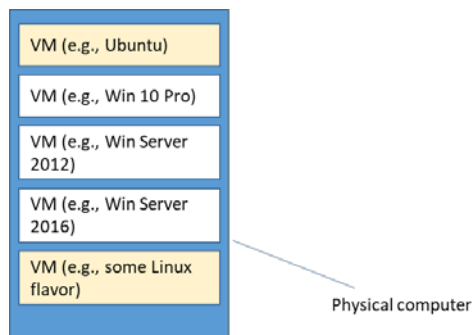 VM (e.g., Ubuntu)
VM (e.g., Win 10 Pro)
VM (e.g., Win Server
2012)
VM (e.g., Win Server
2016)
VM (e.g., some Linux
flavor)
Physical computer